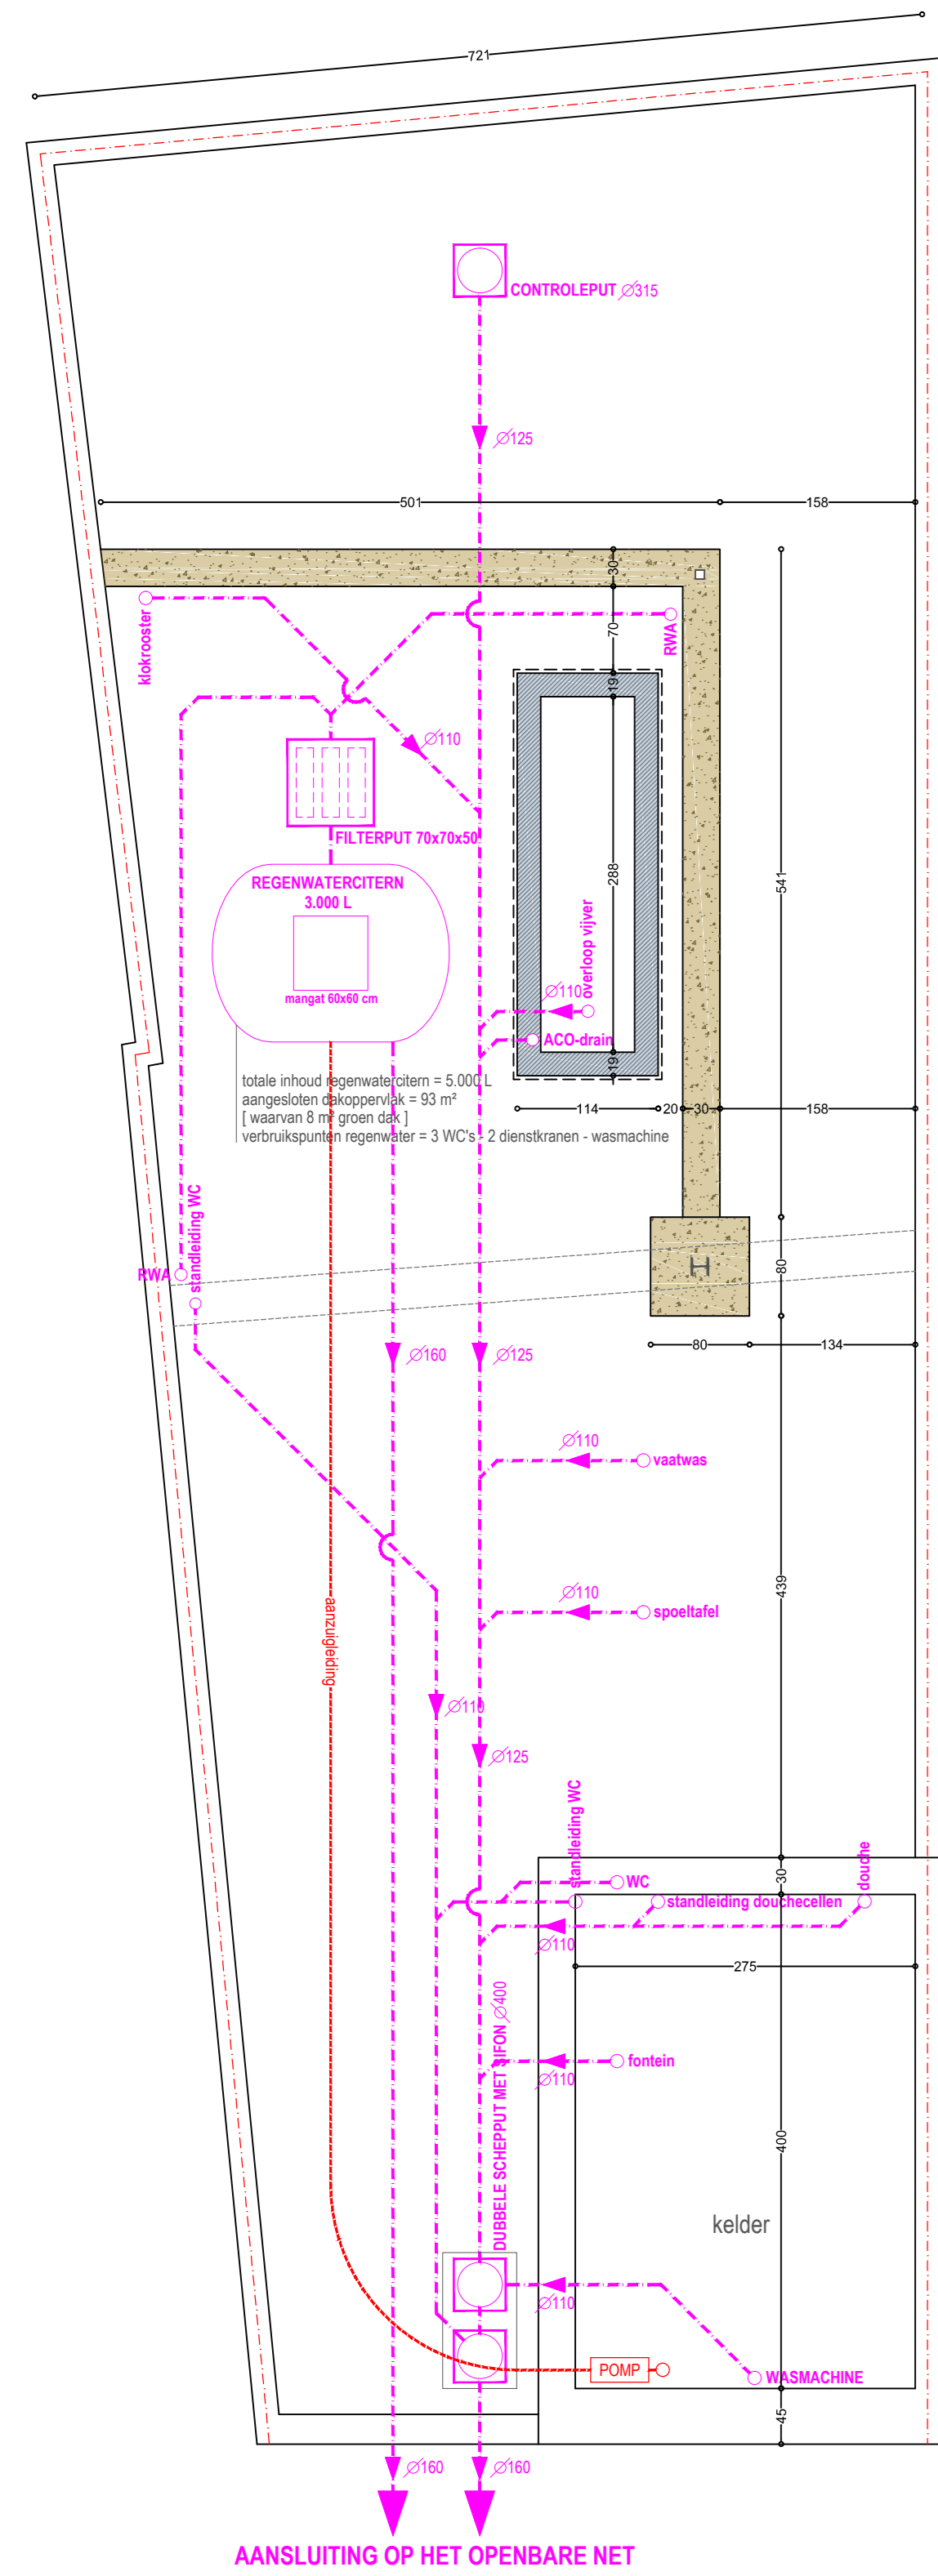 721
CONTROLEPUT ∅315
∅125
501
158
30
klokrooster
70
RWA
19
∅110
FILTERPUT 70x70x50
REGENWATERCITERN
3.000 L
288
541
mangat 60x60 cm
overloop vijver
∅110
ACO-drain
19
totale inhoud regenwatercitern = 5.000 L
aangesloten dakoppervlak = 93 m²
[ waarvan 8 m² groen dak ]
verbruikspunten regenwater = 3 WC's - 2 dienstkranen - wasmachine
114
20
30
158
standleiding WC
RWA
H
80
∅160
∅125
80
134
∅110
vaatwas
439
∅110
spoeltafel
aanzuigleiding
∅110
∅125
standleiding WC
douche
30
WC
standleiding douchecellen
∅110
275
DUBBELE SCHEPPUT MET SIFON ∅400
fontein
∅110
400
kelder
∅110
POMP
WASMACHINE
45
∅160
∅160
AANSLUITING OP HET OPENBARE NET